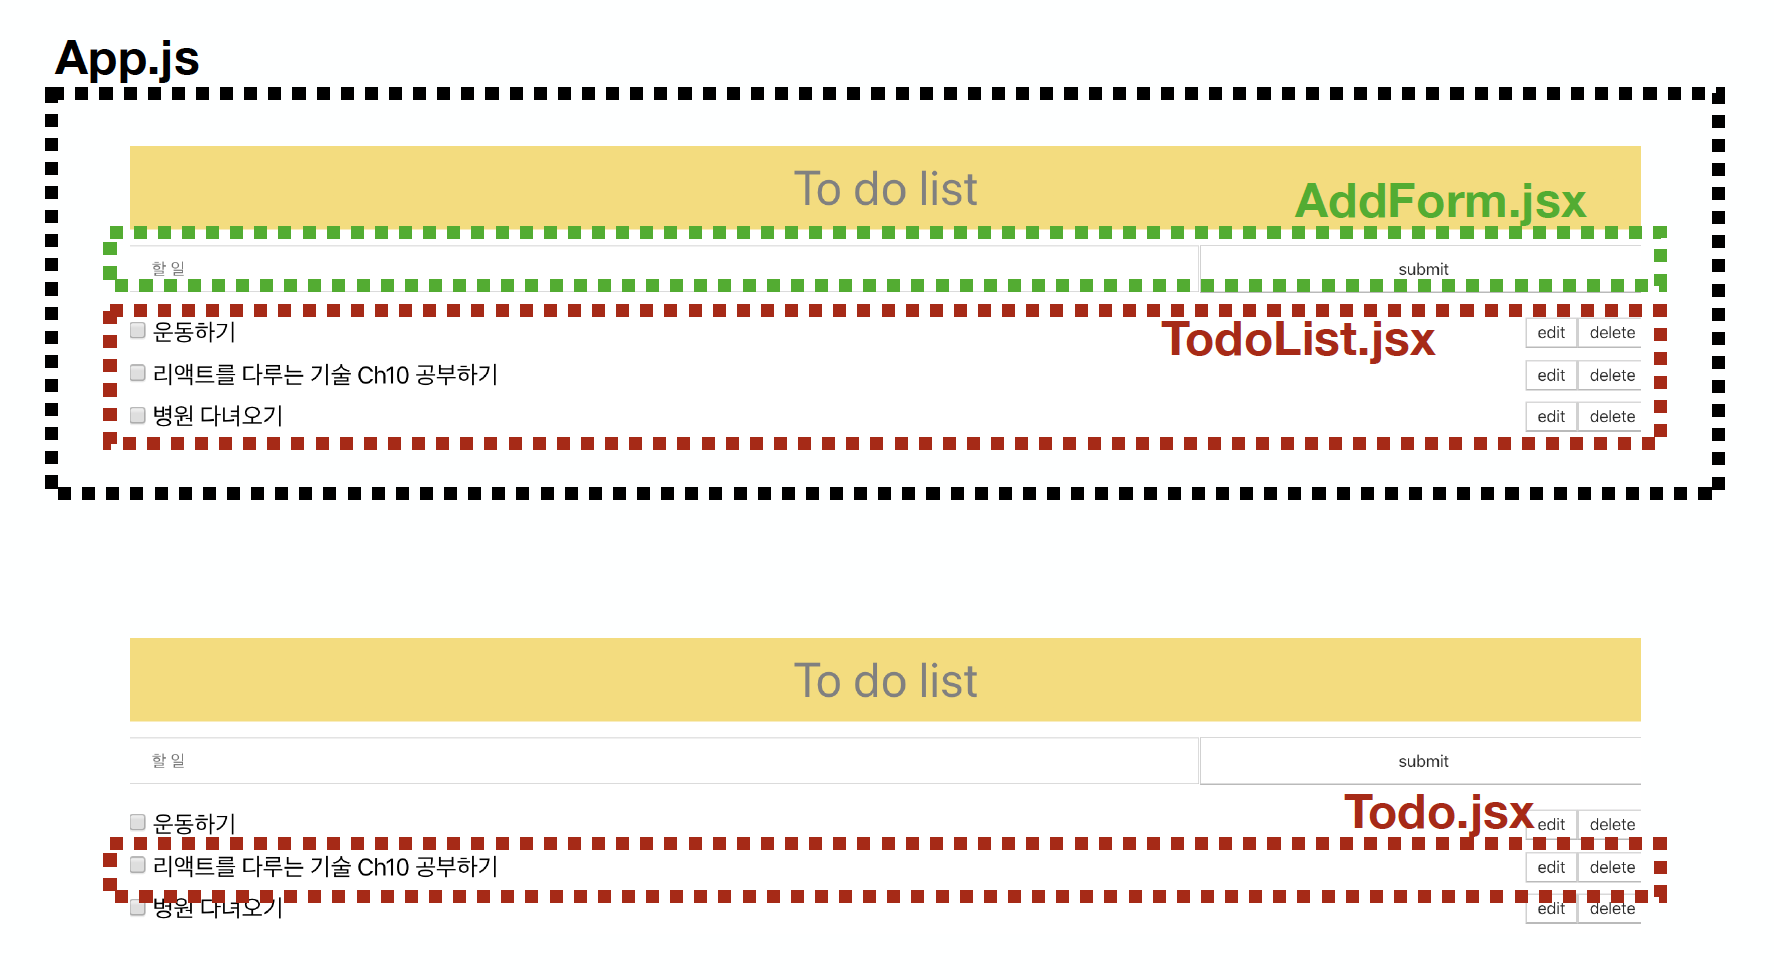 App.js
To do list
AddForm.jsx
할 일 submit
운동하기 TodoList.jsx edit delete
리액트를 다루는 기술 Ch10 공부하기 edit delete
병원 다녀오기 edit delete
To do list
할 일 submit
Todo.jsx
운동하기 edit delete
리액트를 다루는 기술 Ch10 공부하기 edit delete
병원 다녀오기 edit delete